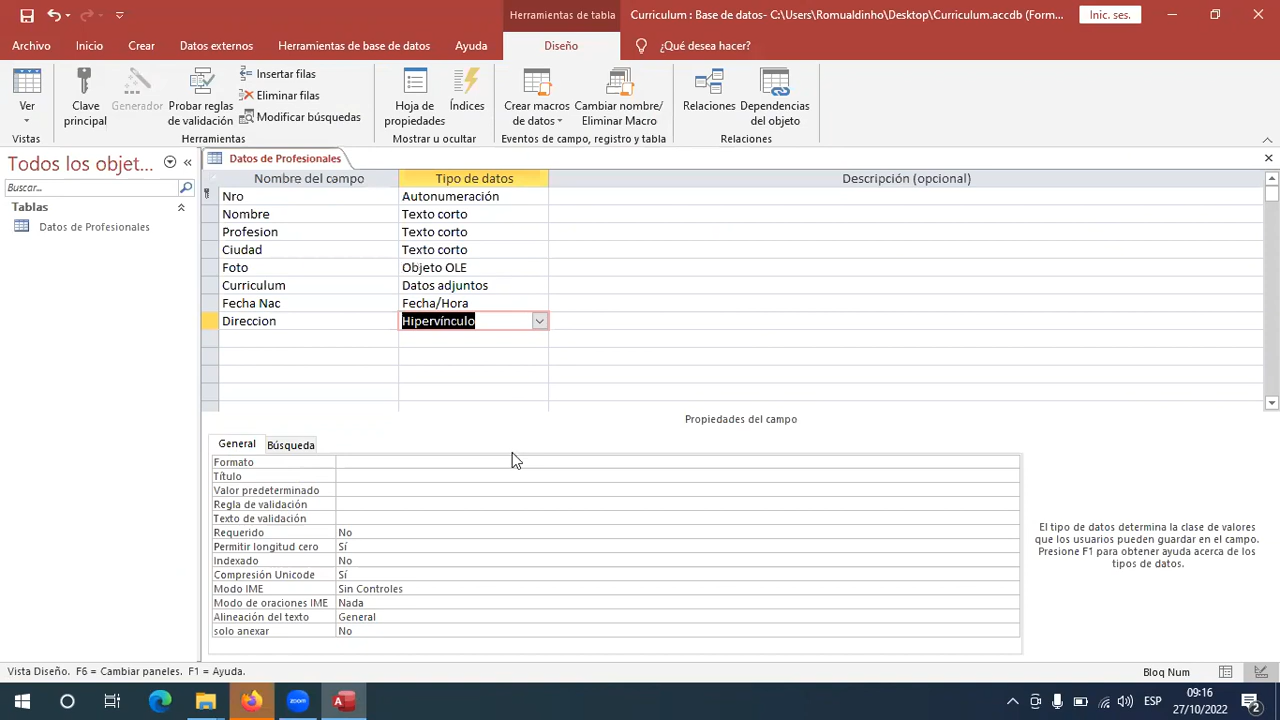 Herramientas de tabla
Curriculum : Base de datos- C:\Users\Romualdinho\Desktop\Curriculum.accdb (Form...
Inic. ses.
Archivo
Inicio
Crear
Datos externos
Herramientas de base de datos
Ayuda
Diseño
¿Qué desea hacer?
Ver
Clave principal
Generador
Probar reglas de validación
Insertar filas
Eliminar filas
Modificar búsquedas
Hoja de propiedades
Índices
Crear macros de datos
Cambiar nombre/ Eliminar Macro
Relaciones
Dependencias del objeto
Vistas
Herramientas
Mostrar u ocultar
Eventos de campo, registro y tabla
Relaciones
Todos los objet...
Buscar...
Tablas
Datos de Profesionales
Datos de Profesionales
Nombre del campo Tipo de datos Descripción (opcional)
Nro Autonumeración
Nombre Texto corto
Profesion Texto corto
Ciudad Texto corto
Foto Objeto OLE
Curriculum Datos adjuntos
Fecha Nac Fecha/Hora
Direccion Hipervínculo
Propiedades del campo
General Búsqueda
Formato
Título
Valor predeterminado
Regla de validación
Texto de validación
Requerido No
Permitir longitud cero Sí
Indexado No
Compresión Unicode Sí
Modo IME Sin Controles
Modo de oraciones IME Nada
Alineación del texto General
solo anexar No
El tipo de datos determina la clase de valores
que los usuarios pueden guardar en el campo.
Presione F1 para obtener ayuda acerca de los
tipos de datos.
Vista Diseño. F6 = Cambiar paneles. F1 = Ayuda.
Bloq Num
zoom
ESP
09:16
27/10/2022
2